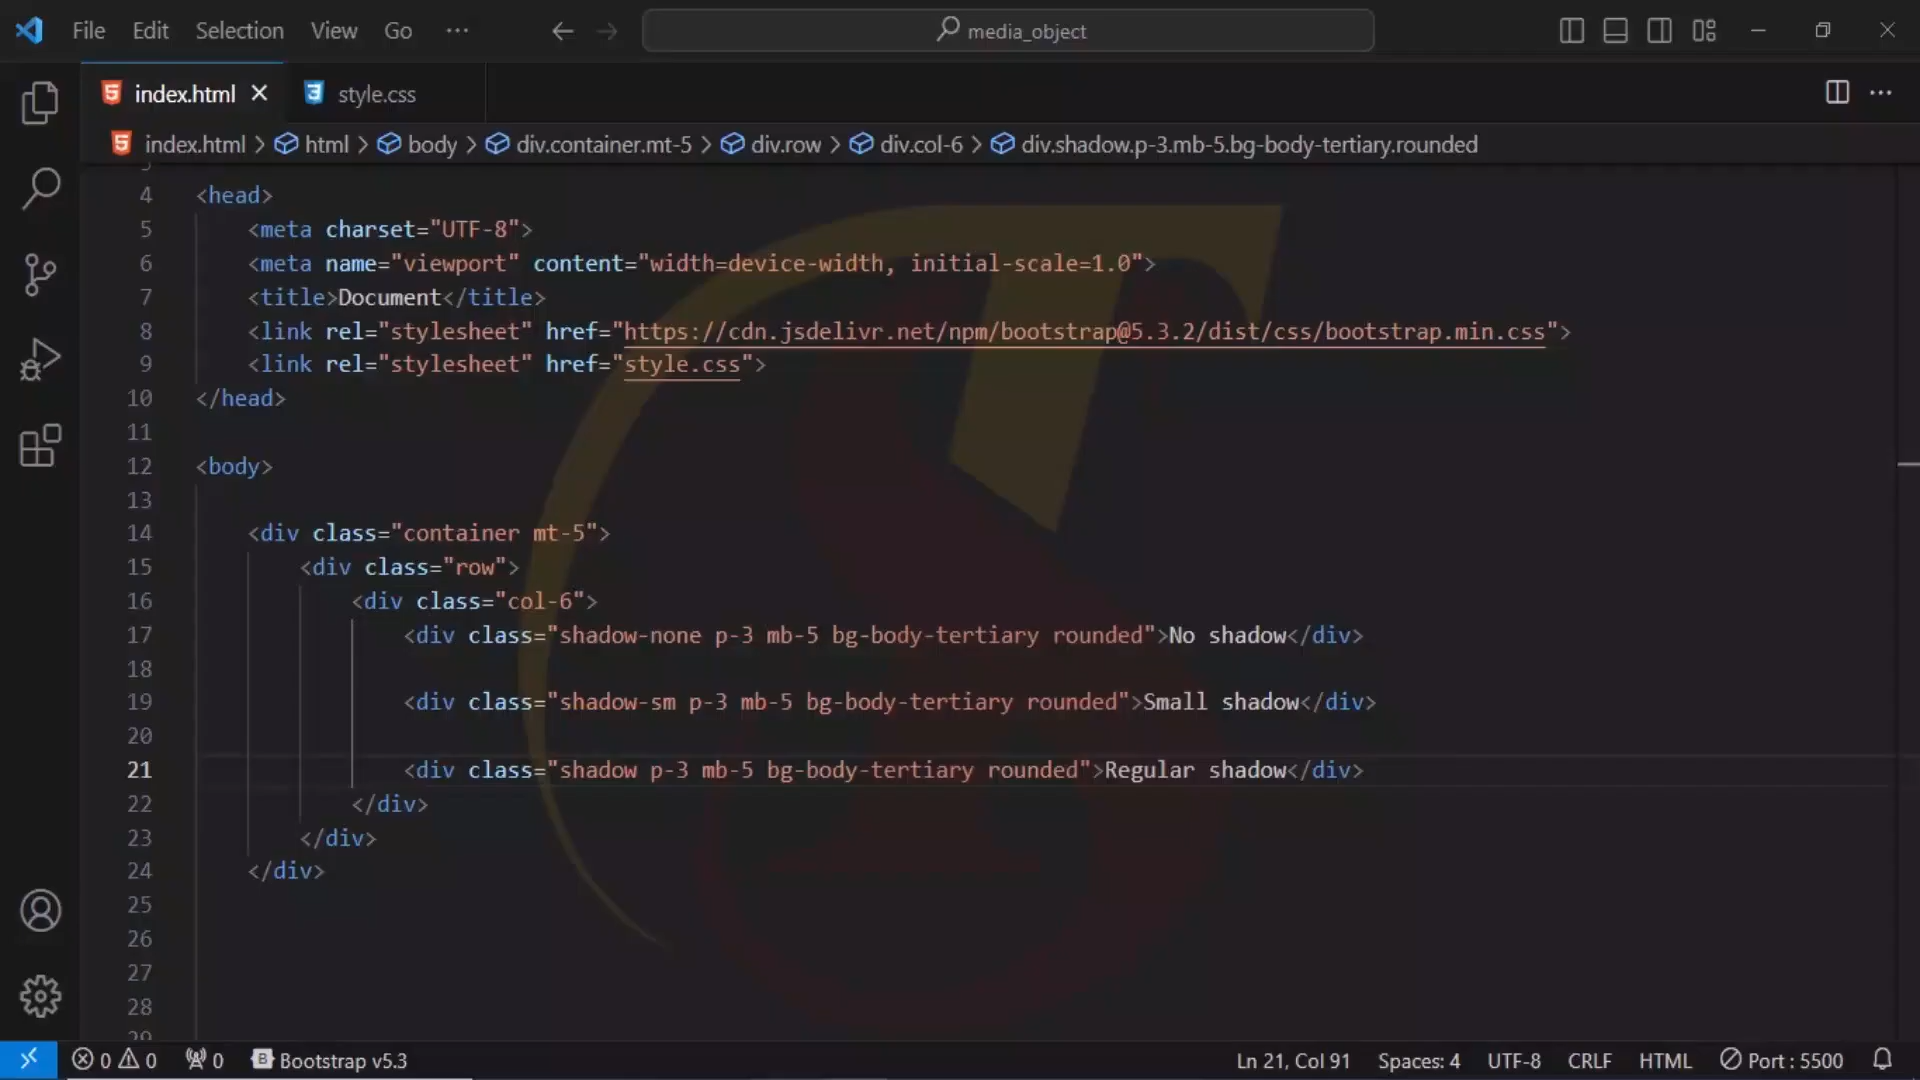 File Edit Selection View Go ··· media_object
index.html style.css
index.html > html > body > div.container.mt-5 > div.row > div.col-6 > div.shadow.p-3.mb-5.bg-body-tertiary.rounded
4 <head>
5 <meta charset="UTF-8">
6 <meta name="viewport" content="width=device-width, initial-scale=1.0">
7 <title>Document</title>
8 <link rel="stylesheet" href="https://cdn.jsdelivr.net/npm/bootstrap@5.3.2/dist/css/bootstrap.min.css">
9 <link rel="stylesheet" href="style.css">
10 </head>
11
12 <body>
13
14 <div class="container mt-5">
15 <div class="row">
16 <div class="col-6">
17 <div class="shadow-none p-3 mb-5 bg-body-tertiary rounded">No shadow</div>
18
19 <div class="shadow-sm p-3 mb-5 bg-body-tertiary rounded">Small shadow</div>
20
21 <div class="shadow p-3 mb-5 bg-body-tertiary rounded">Regular shadow</div>
22 </div>
23 </div>
24 </div>
25
26
27
28
0 0 0 Bootstrap v5.3 Ln 21, Col 91 Spaces: 4 UTF-8 CRLF HTML Port : 5500